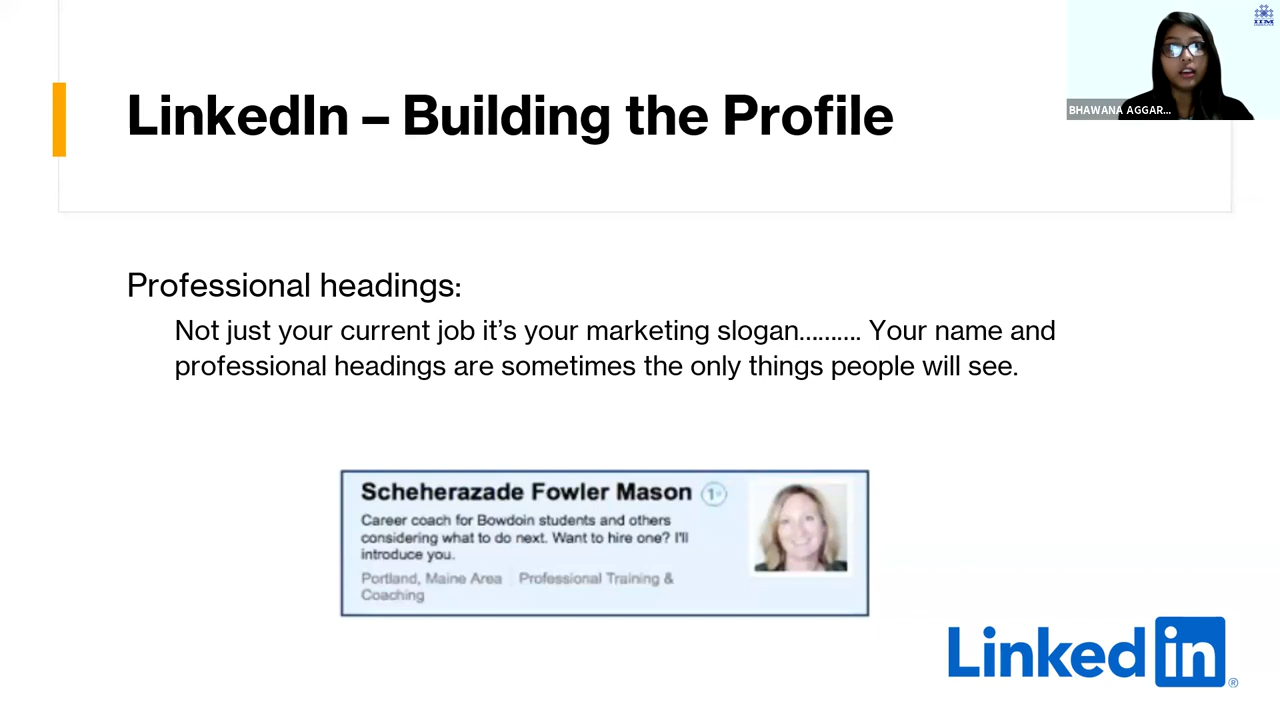 LinkedIn – Building the Profile
IIM
BHAWANA AGGAR...
Professional headings:
Not just your current job it's your marketing slogan.......... Your name and
professional headings are sometimes the only things people will see.
Scheherazade Fowler Mason 1st
Career coach for Bowdoin students and others
considering what to do next. Want to hire one? I'll
introduce you.
Portland, Maine Area Professional Training &
Coaching
Linked in ®